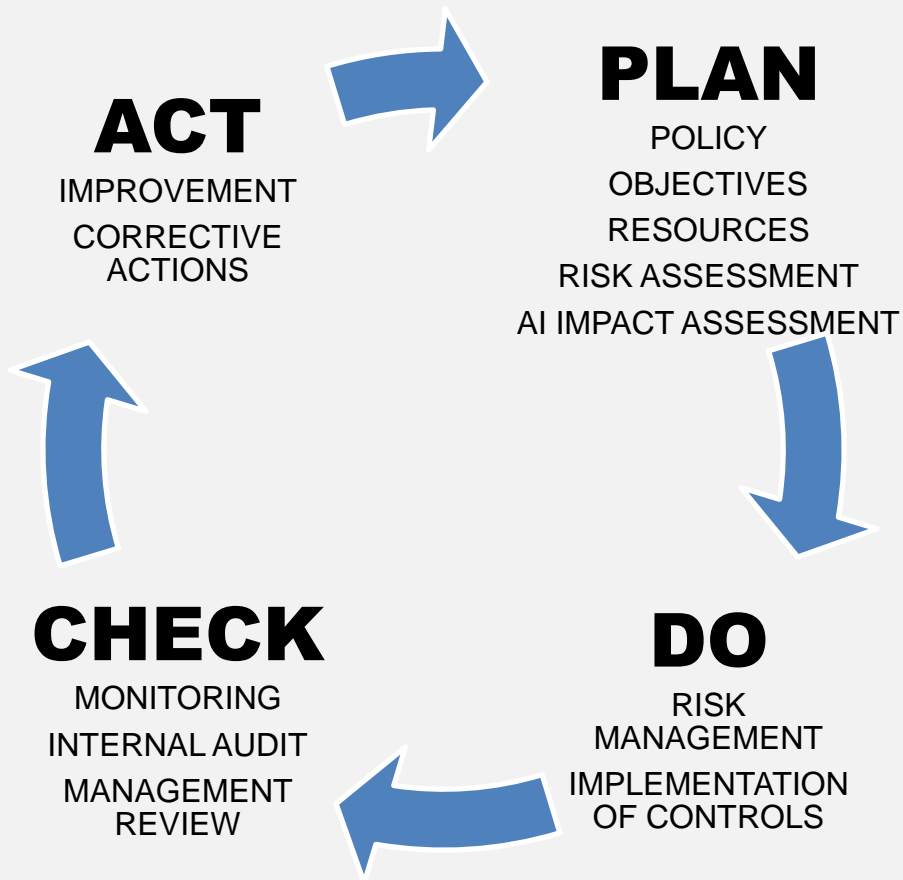 ACT
IMPROVEMENT
CORRECTIVE
ACTIONS
PLAN
POLICY
OBJECTIVES
RESOURCES
RISK ASSESSMENT
AI IMPACT ASSESSMENT
CHECK
MONITORING
INTERNAL AUDIT
MANAGEMENT
REVIEW
DO
RISK
MANAGEMENT
IMPLEMENTATION
OF CONTROLS